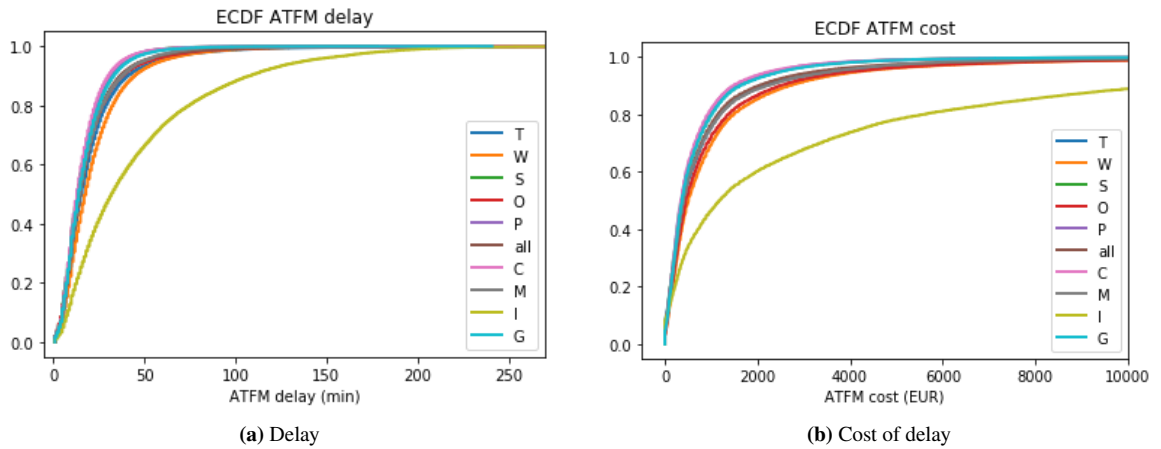 ECDF ATFM delay
1.0
0.8
0.6
0.4
0.2
0.0
T
W
S
O
P
all
C
M
I
G
0 50 100 150 200 250
ATFM delay (min)
(a) Delay
ECDF ATFM cost
1.0
0.8
0.6
0.4
0.2
0.0
T
W
S
O
P
all
C
M
I
G
0 2000 4000 6000 8000 10000
ATFM cost (EUR)
(b) Cost of delay